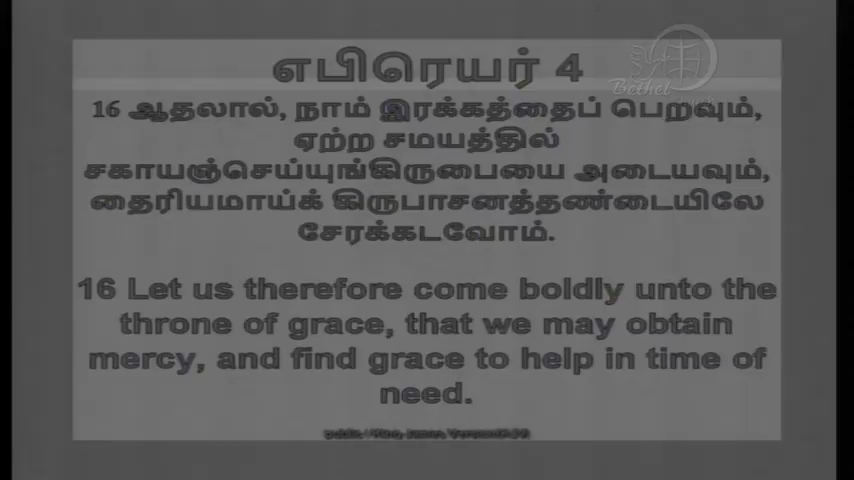 Bethel
எபிரெயர் 4
16 ஆதலால், நாம் இரக்கத்தைப் பெறவும்,
ஏற்ற சமயத்தில்
சகாயஞ்செய்யுங்கிருபையை அடையவும்,
தைரியமாய்க் கிருபாசனத்தண்டையிலே
சேரக்கடவோம்.
16 Let us therefore come boldly unto the
throne of grace, that we may obtain
mercy, and find grace to help in time of
need.